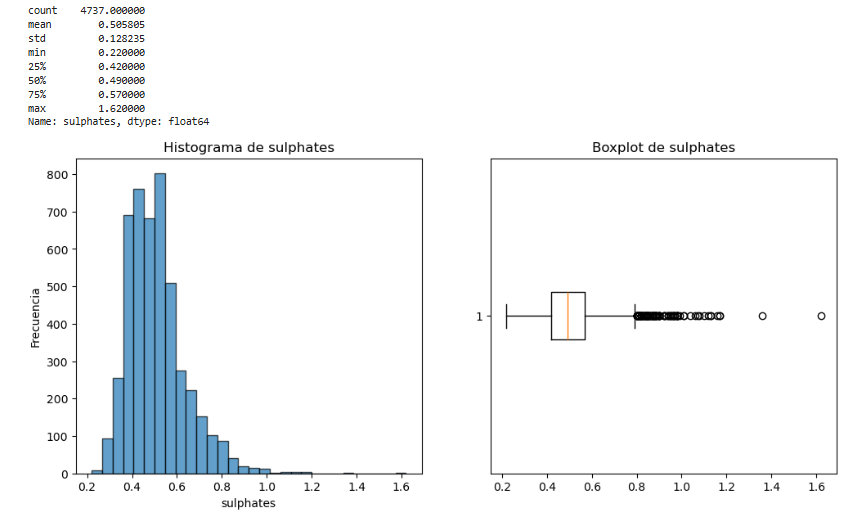 count 4737.000000
mean 0.505805
std 0.128235
min 0.220000
25% 0.420000
50% 0.490000
75% 0.570000
max 1.620000
Name: sulphates, dtype: float64
Histograma de sulphates
800
700
600
500
400
300
200
100
0
Frecuencia
0.2 0.4 0.6 0.8 1.0 1.2 1.4 1.6
sulphates
Boxplot de sulphates
1
0.2 0.4 0.6 0.8 1.0 1.2 1.4 1.6